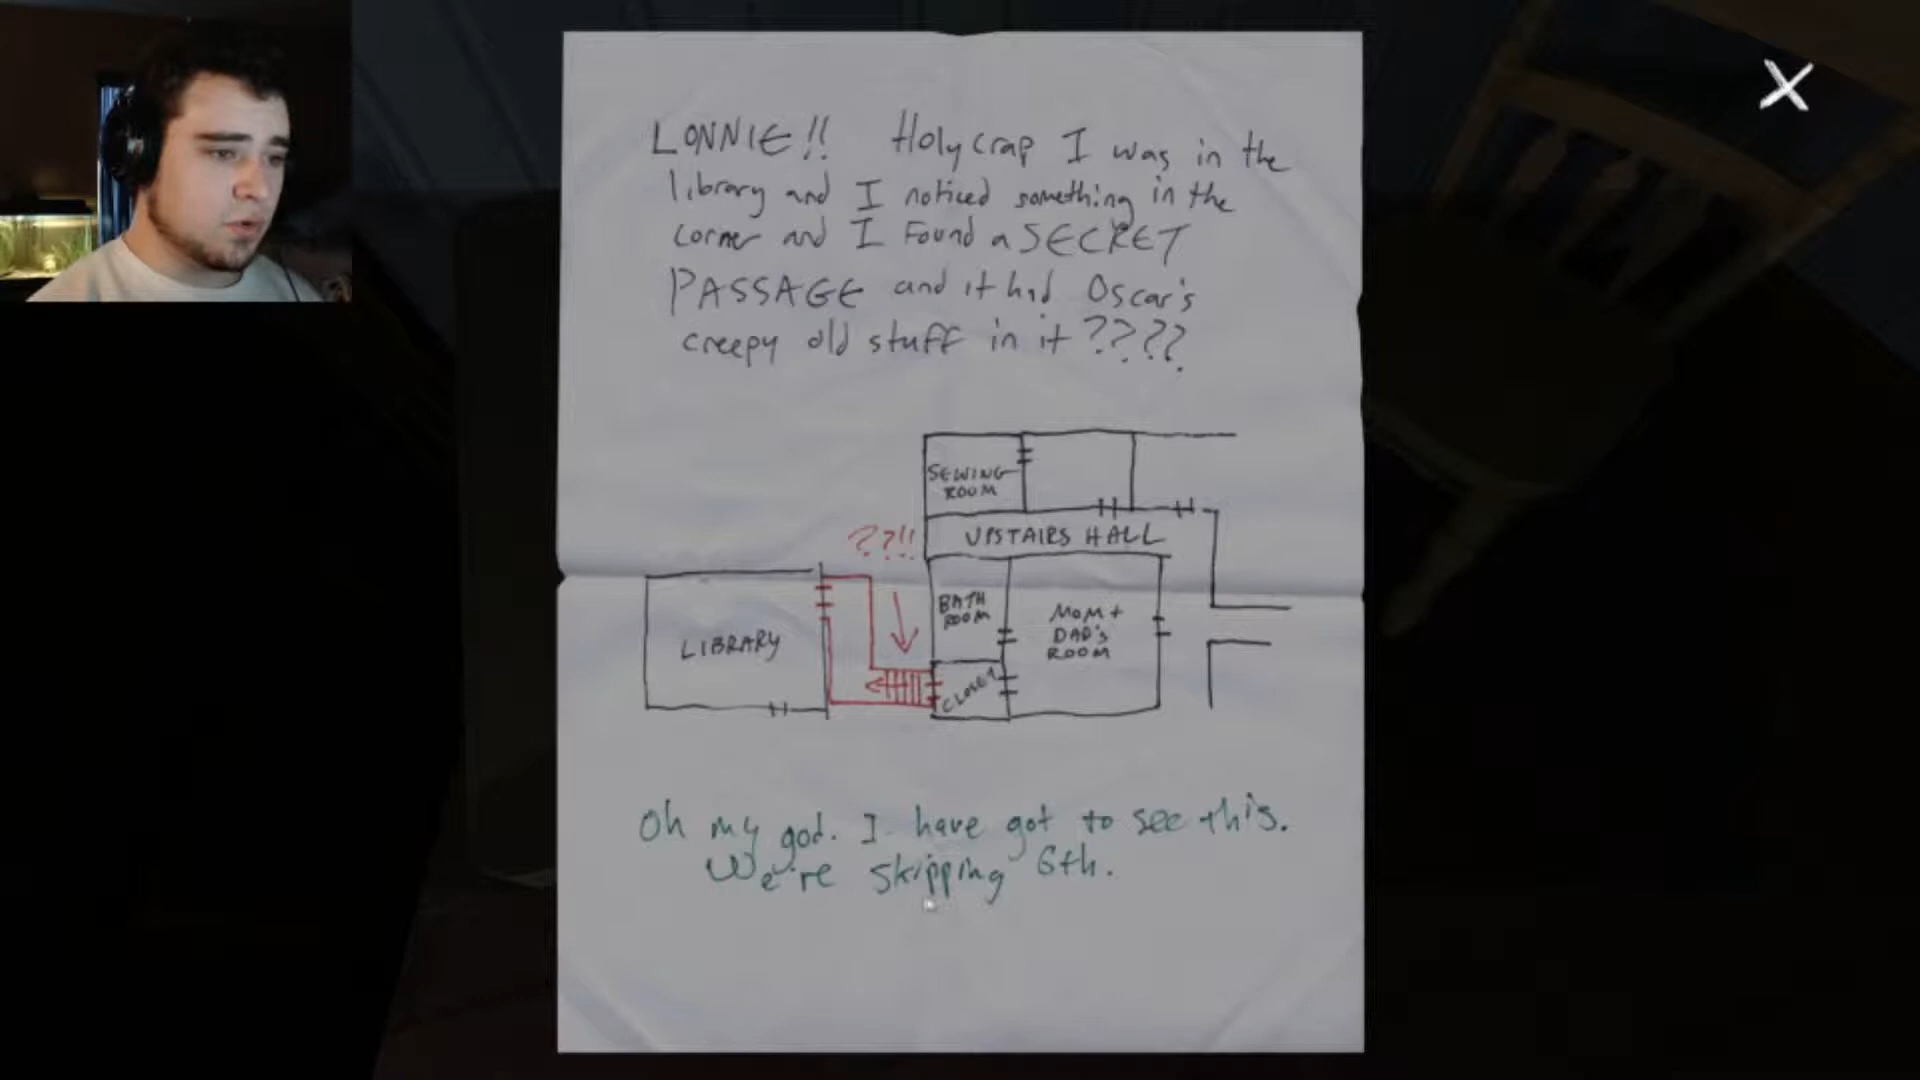 LONNIE!! Holy crap I was in the
library and I noticed something in the
corner and I Found a SECRET
PASSAGE and it had Oscar's
creepy old stuff in it ????
SEWING
ROOM
UPSTAIRS HALL
??!!
BATH
ROOM
MOM +
DAD'S
ROOM
LIBRARY
CLOSET
Oh my god. I have got to see this.
We're skipping 6th.